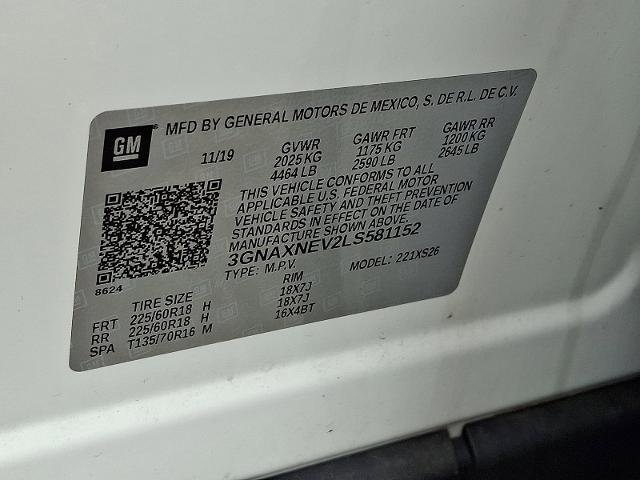 GM ® MFD BY GENERAL MOTORS DE MEXICO, S. DE R.L. DE C.V.
11/19 GVWR GAWR FRT GAWR RR
2025 KG 1175 KG 1200 KG
4464 LB 2590 LB 2645 LB
THIS VEHICLE CONFORMS TO ALL
APPLICABLE U.S. FEDERAL MOTOR
VEHICLE SAFETY AND THEFT PREVENTION
STANDARDS IN EFFECT ON THE DATE OF
MANUFACTURE SHOWN ABOVE.
3GNAXNEV2LS581152
TYPE: M.P.V. MODEL: 221XS26
8624
TIRE SIZE RIM
FRT 225/60R18 H 18X7J
RR 225/60R18 H 18X7J
SPA T135/70R16 M 16X4BT